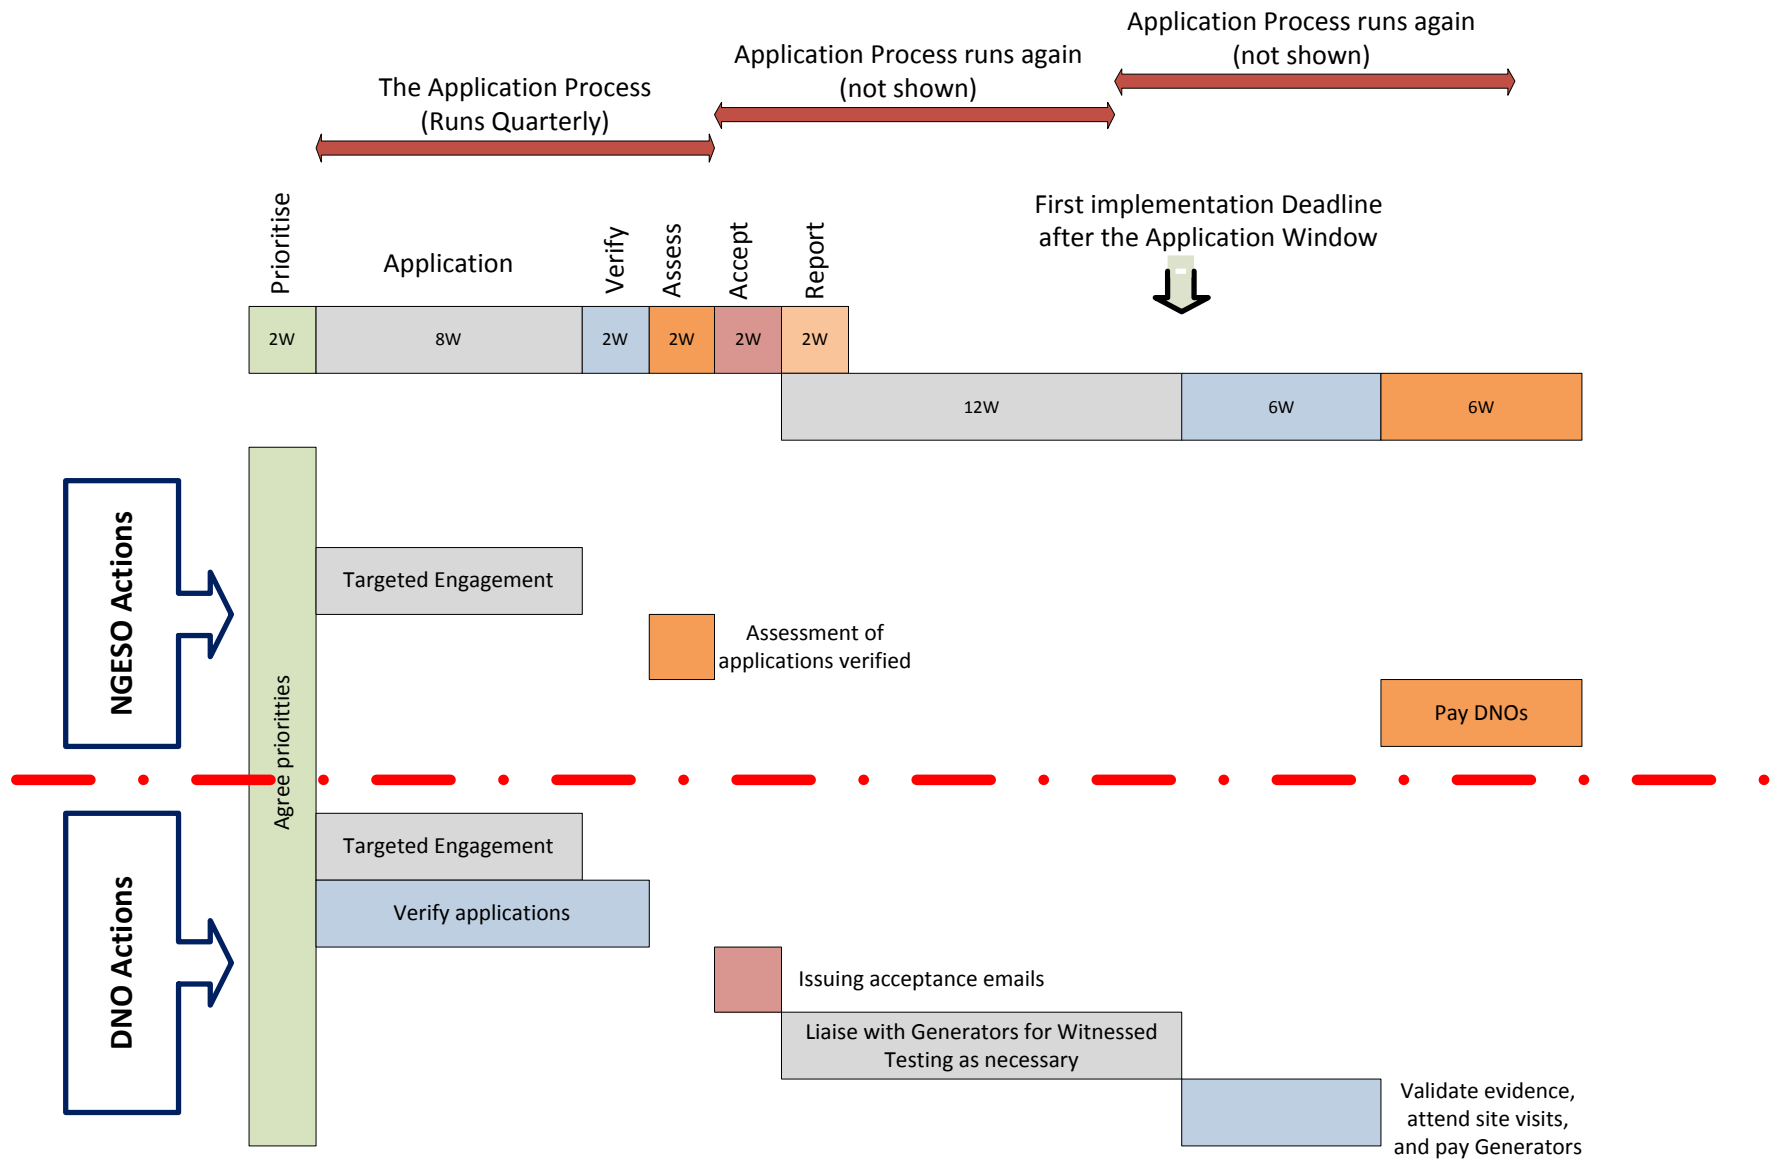 Application Process runs again
(not shown)
Application Process runs again
(not shown)
The Application Process
(Runs Quarterly)
First implementation Deadline
after the Application Window
Prioritise
Application
Verify
Assess
Accept
Report
2W
8W
2W
2W
2W
2W
12W
6W
6W
NGESO Actions
Agree prioritties
Targeted Engagement
Assessment of
applications verified
Pay DNOs
DNO Actions
Targeted Engagement
Verify applications
Issuing acceptance emails
Liaise with Generators for Witnessed
Testing as necessary
Validate evidence,
attend site visits,
and pay Generators